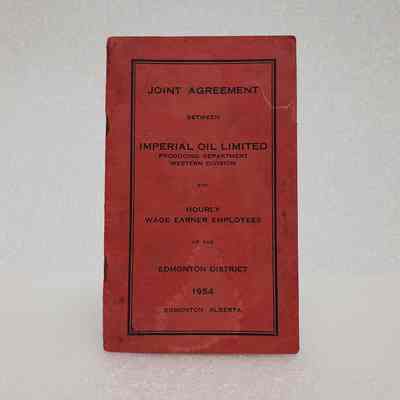 JOINT AGREEMENT
BETWEEN
IMPERIAL OIL LIMITED
PRODUCING DEPARTMENT
WESTERN DIVISION
AND
HOURLY
WAGE EARNER EMPLOYEES
OF THE
EDMONTON DISTRICT
1954
EDMONTON, ALBERTA